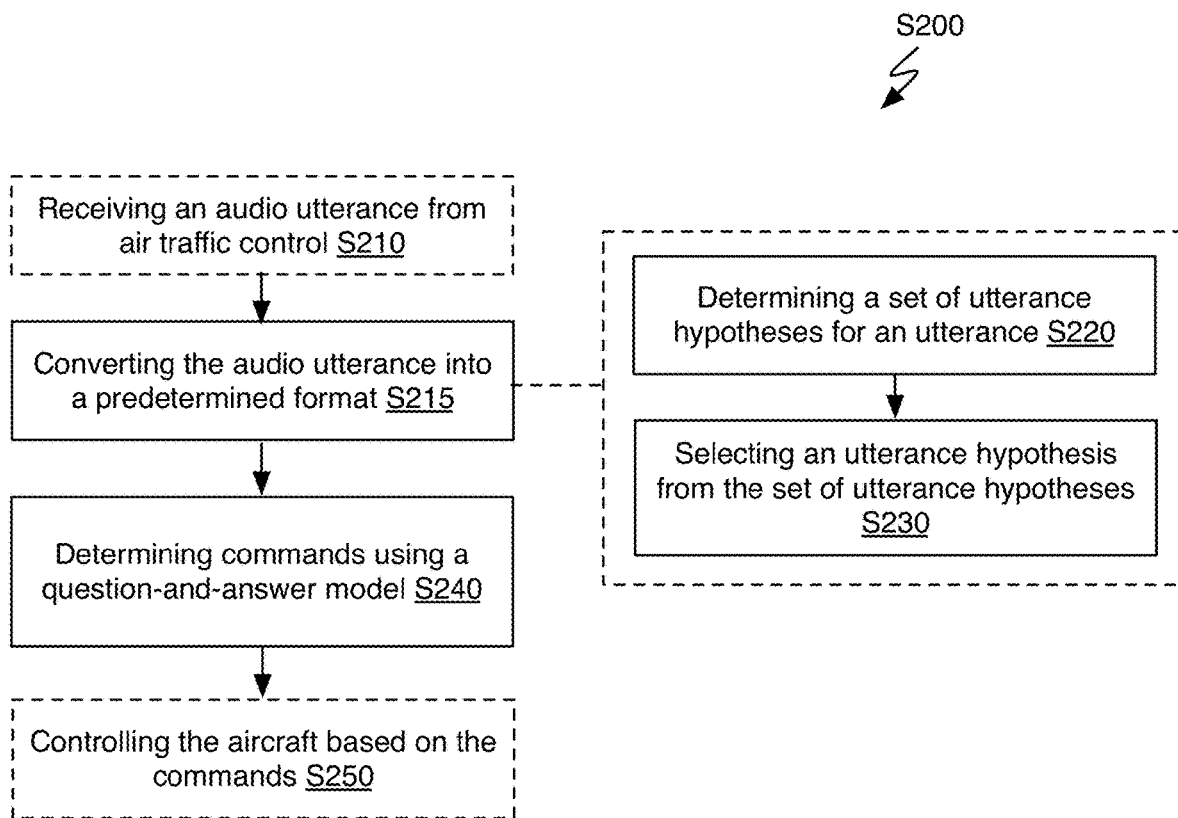 S200
Receiving an audio utterance from
air traffic control S210
Converting the audio utterance into
a predetermined format S215
Determining commands using a
question-and-answer model S240
Controlling the aircraft based on the
commands S250
Determining a set of utterance
hypotheses for an utterance S220
Selecting an utterance hypothesis
from the set of utterance hypotheses
S230